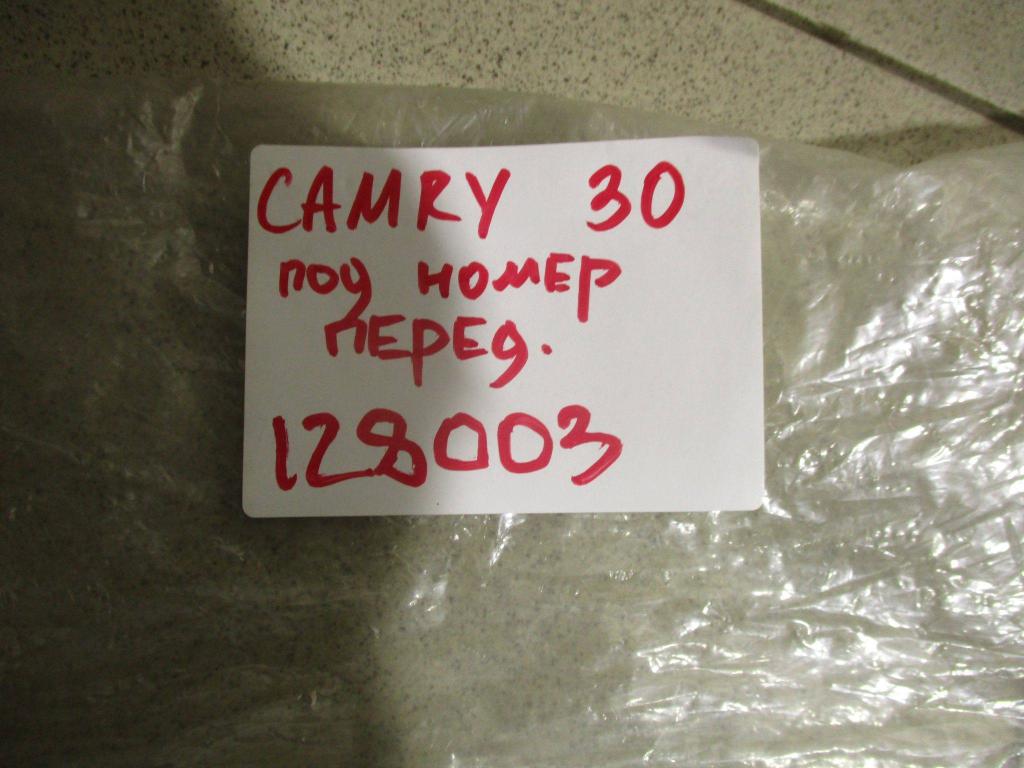 CAMRY 30
под номер
ПЕРЕд.
128003